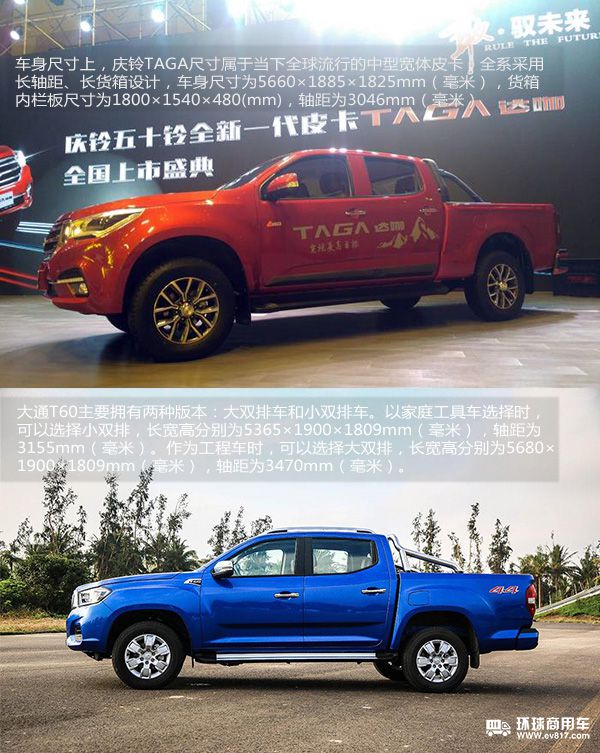 敢·驭未来
RULE THE FUTURE
车身尺寸上，庆铃TAGA尺寸属于当下全球流行的中型宽体皮卡，全系采用
长轴距、长货箱设计，车身尺寸为5660×1885×1825mm（毫米），货箱
内栏板尺寸为1800×1540×480(mm)，轴距为3046mm（毫米）
庆铃五十铃全新一代皮卡TAGA达咖
全国上市盛典
TAGA达咖
大通T60主要拥有两种版本：大双排车和小双排车。以家庭工具车选择时，
可以选择小双排，长宽高分别为5365×1900×1809mm（毫米），轴距为
3155mm（毫米）。作为工程车时，可以选择大双排，长宽高分别为5680×
1900×1809mm（毫米），轴距为3470mm（毫米）。
4x4
环球商用车
www.ev817.com